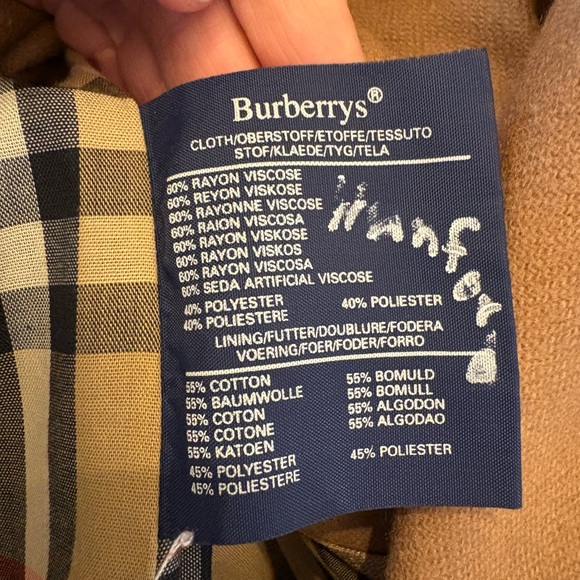 Burberrys®
CLOTH/OBERSTOFF/ETOFFE/TESSUTO
STOF/KLAEDE/TYG/TELA
60% RAYON VISCOSE
60% REYON VISKOSE
60% RAYONNE VISCOSE
60% RAION VISCOSA
60% RAYON VISKOSE
60% RAYON VISKOS
60% RAYON VISCOSA
60% SEDA ARTIFICIAL VISCOSE
40% POLYESTER 40% POLIESTER
40% POLIESTERE
LINING/FUTTER/DOUBLURE/FODERA
VOERING/FOER/FODER/FORRO
55% COTTON 55% BOMULD
55% BAUMWOLLE 55% BOMULL
55% COTON 55% ALGODON
55% COTONE 55% ALGODAO
55% KATOEN
45% POLYESTER 45% POLIESTER
45% POLIESTERE